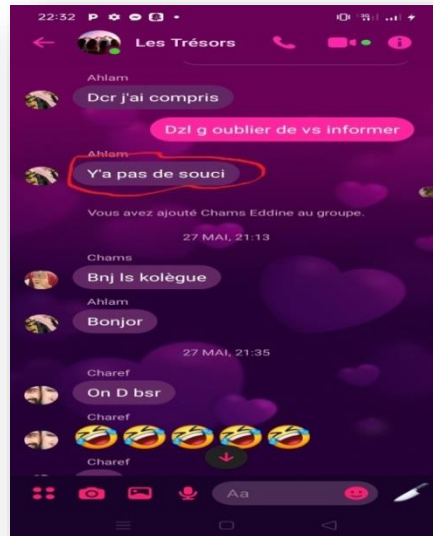 22:32
Les Trésors
Ahlam
Dcr j'ai compris
Dzl g oublier de vs informer
Ahlam
Y'a pas de souci
Vous avez ajouté Chams Eddine au groupe.
27 MAI, 21:13
Chams
Bnj ls kolègue
Ahlam
Bonjor
27 MAI, 21:35
Charef
On D bsr
Charef
Charef
Aa